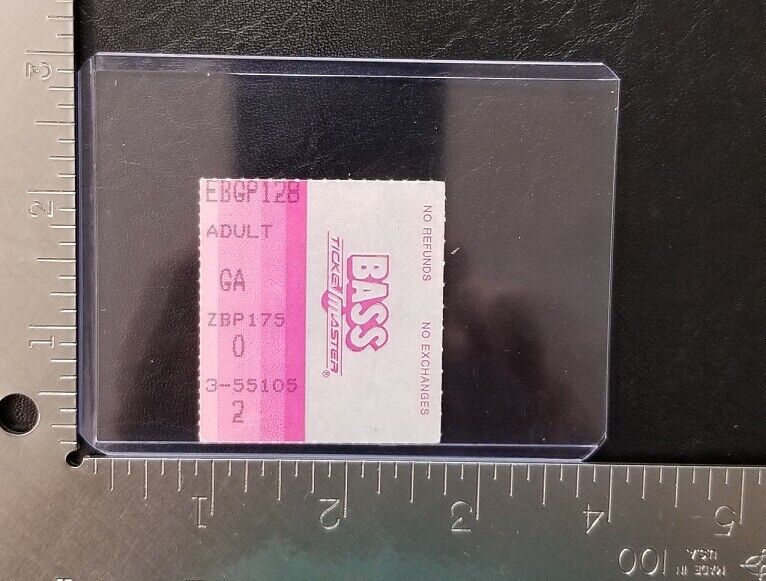 EBGP128
ADULT
GA
ZBP175
0
3-55105
2
BASS
TICKETMASTER®
NO REFUNDS NO EXCHANGES
3
2
1
1
2
3
4
5
100
MADE IN
U.S.A.